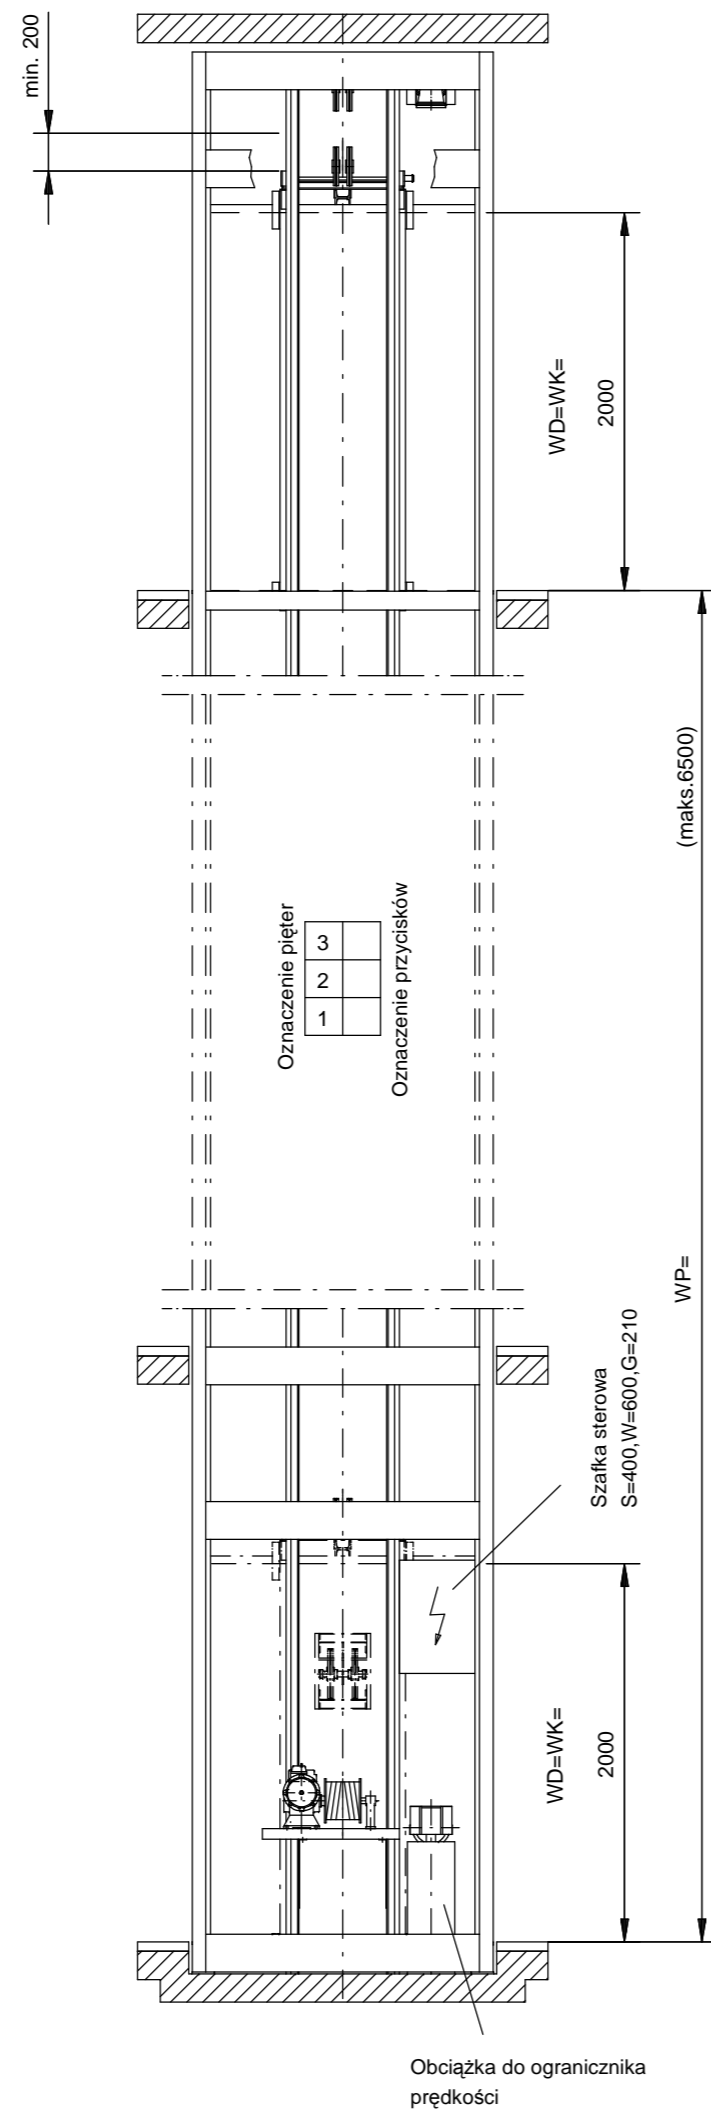 min. 200
WD=WK=
2000
(maks.6500)
Oznaczenie pięter
3
2
1
Oznaczenie przycisków
WP=
Szafka sterowa
S=400,W=600,G=210
WD=WK=
2000
Obciążka do ogranicznika
prędkości